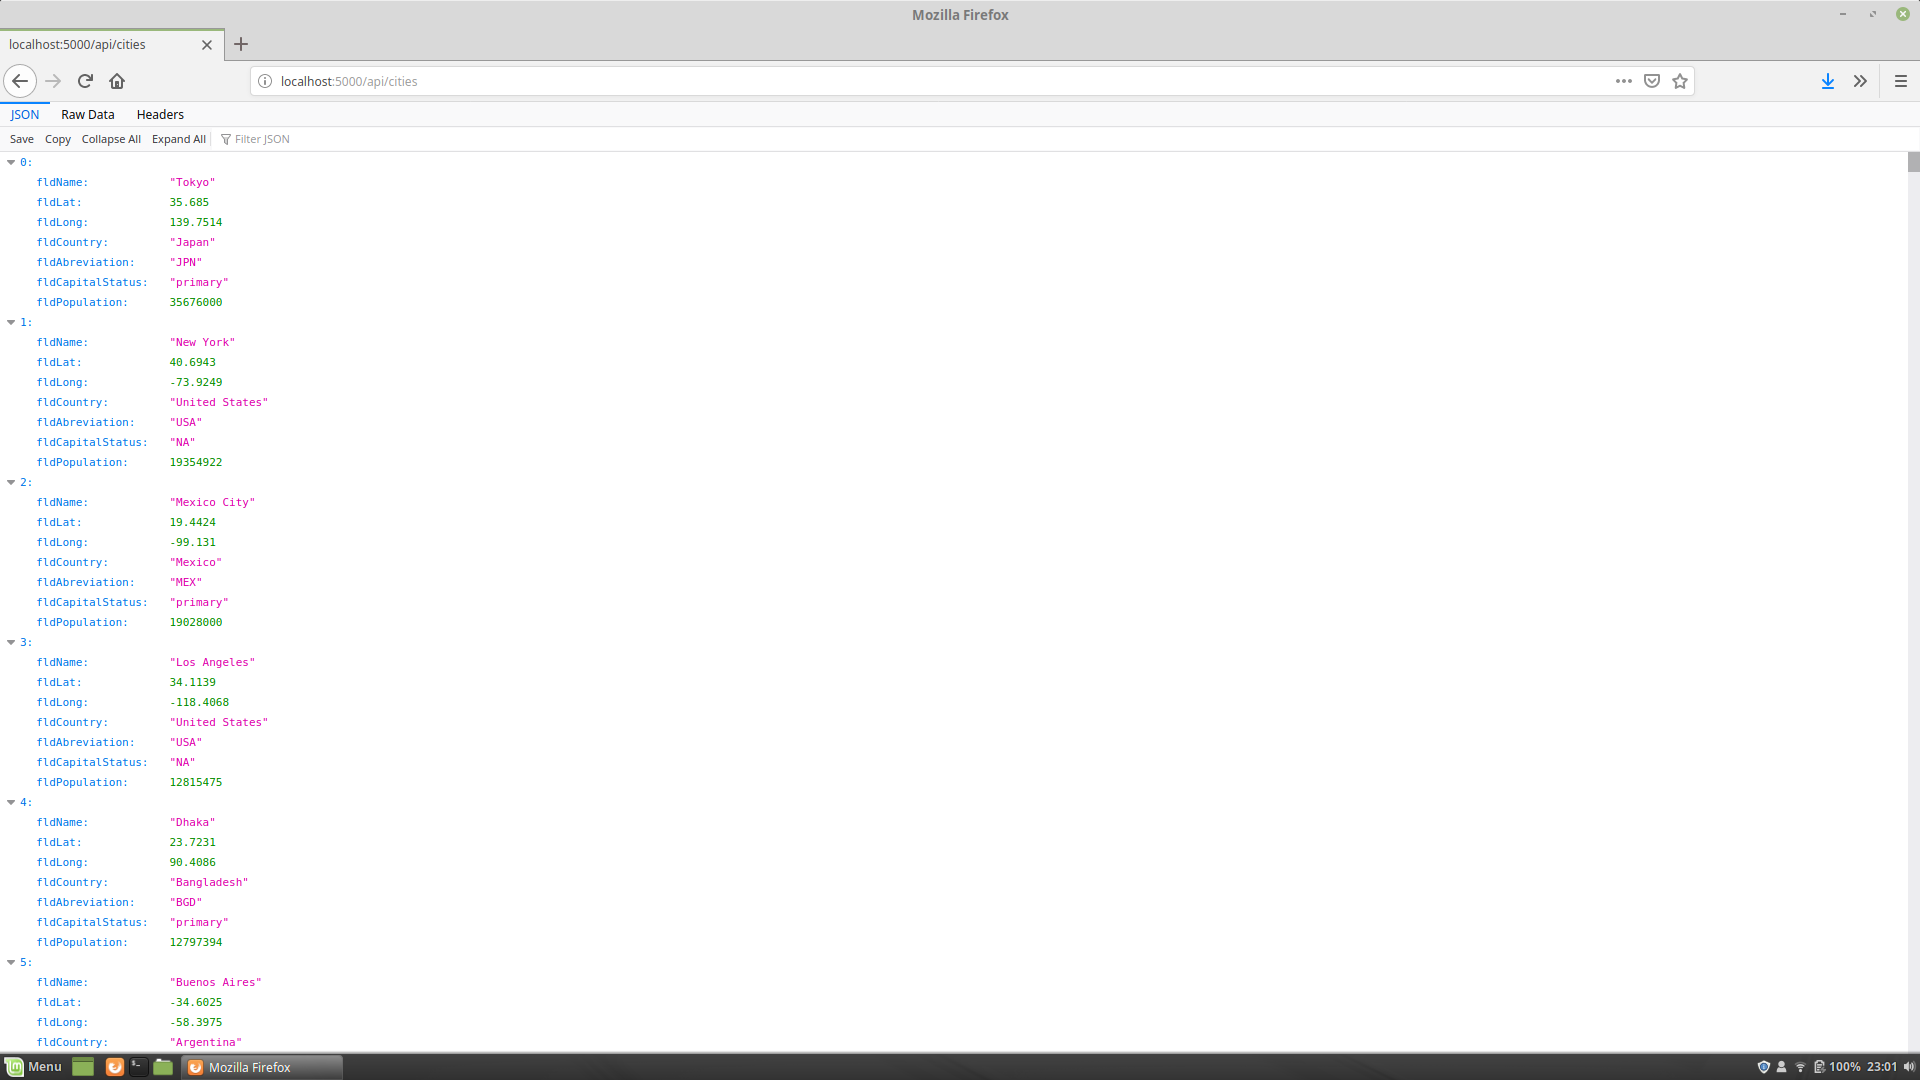 Mozilla Firefox
localhost:5000/api/cities
localhost:5000/api/cities
JSON Raw Data Headers
Save Copy Collapse All Expand All Filter JSON
0:
fldName: "Tokyo"
fldLat: 35.685
fldLong: 139.7514
fldCountry: "Japan"
fldAbreviation: "JPN"
fldCapitalStatus: "primary"
fldPopulation: 35676000
1:
fldName: "New York"
fldLat: 40.6943
fldLong: -73.9249
fldCountry: "United States"
fldAbreviation: "USA"
fldCapitalStatus: "NA"
fldPopulation: 19354922
2:
fldName: "Mexico City"
fldLat: 19.4424
fldLong: -99.131
fldCountry: "Mexico"
fldAbreviation: "MEX"
fldCapitalStatus: "primary"
fldPopulation: 19028000
3:
fldName: "Los Angeles"
fldLat: 34.1139
fldLong: -118.4068
fldCountry: "United States"
fldAbreviation: "USA"
fldCapitalStatus: "NA"
fldPopulation: 12815475
4:
fldName: "Dhaka"
fldLat: 23.7231
fldLong: 90.4086
fldCountry: "Bangladesh"
fldAbreviation: "BGD"
fldCapitalStatus: "primary"
fldPopulation: 12797394
5:
fldName: "Buenos Aires"
fldLat: -34.6025
fldLong: -58.3975
fldCountry: "Argentina"
Menu Mozilla Firefox 100% 23:01